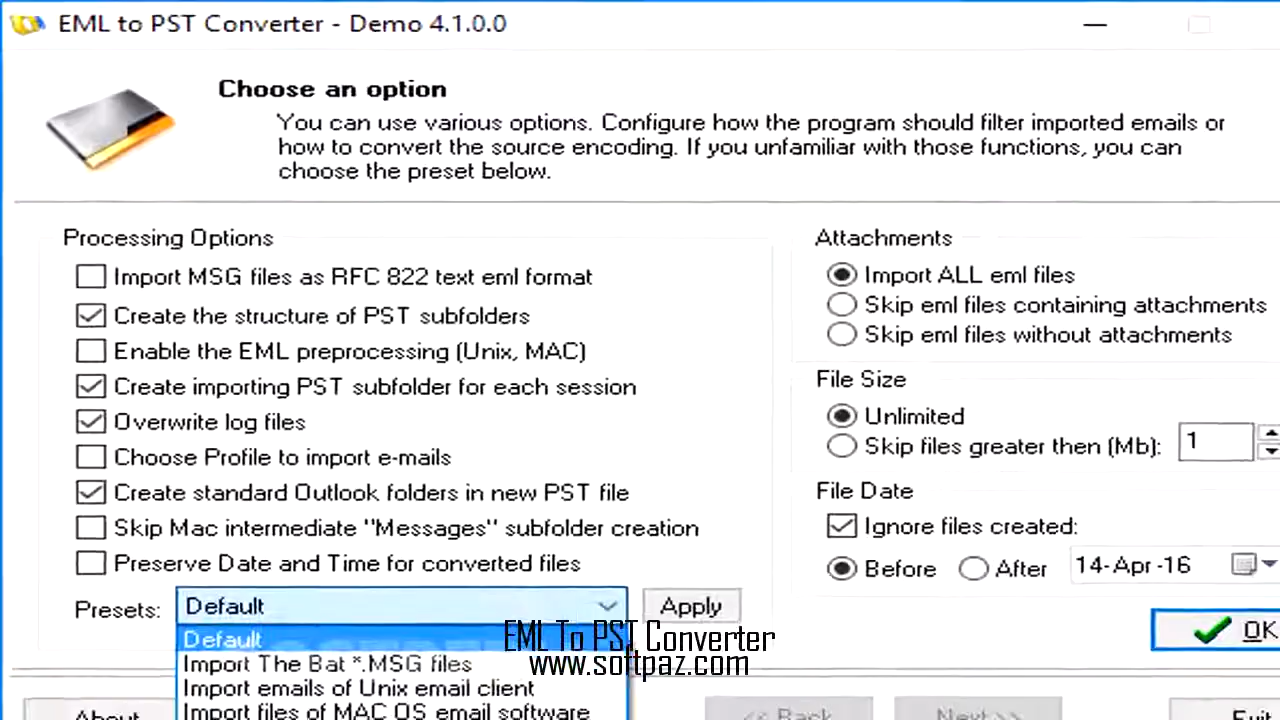 EML to PST Converter - Demo 4.1.0.0
Choose an option
You can use various options. Configure how the program should filter imported emails or
how to convert the source encoding. If you unfamiliar with those functions, you can
choose the preset below.
Processing Options
Import MSG files as RFC 822 text eml format
Create the structure of PST subfolders
Enable the EML preprocessing (Unix, MAC)
Create importing PST subfolder for each session
Overwrite log files
Choose Profile to import e-mails
Create standard Outlook folders in new PST file
Skip Mac intermediate "Messages" subfolder creation
Preserve Date and Time for converted files
Presets:
Default
Apply
Default
Import The Bat *.MSG files
Import emails of Unix email client
Import files of MAC OS email software
Attachments
Import ALL eml files
Skip eml files containing attachments
Skip eml files without attachments
File Size
Unlimited
Skip files greater then (Mb):
1
File Date
Ignore files created:
Before
After
14-Apr-16
OK
EML To PST Converter
www.softpaz.com
About
<< Back
Next >>
Exit